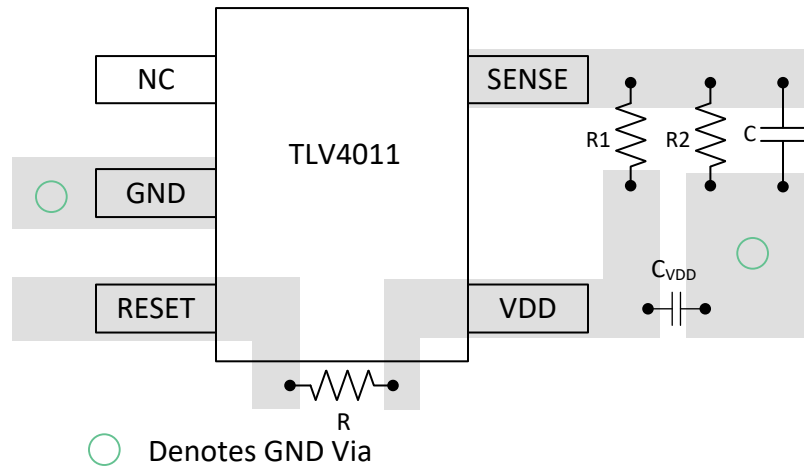 NC
SENSE
TLV4011
R1
R2
C
GND
CVDD
RESET
VDD
R
Denotes GND Via